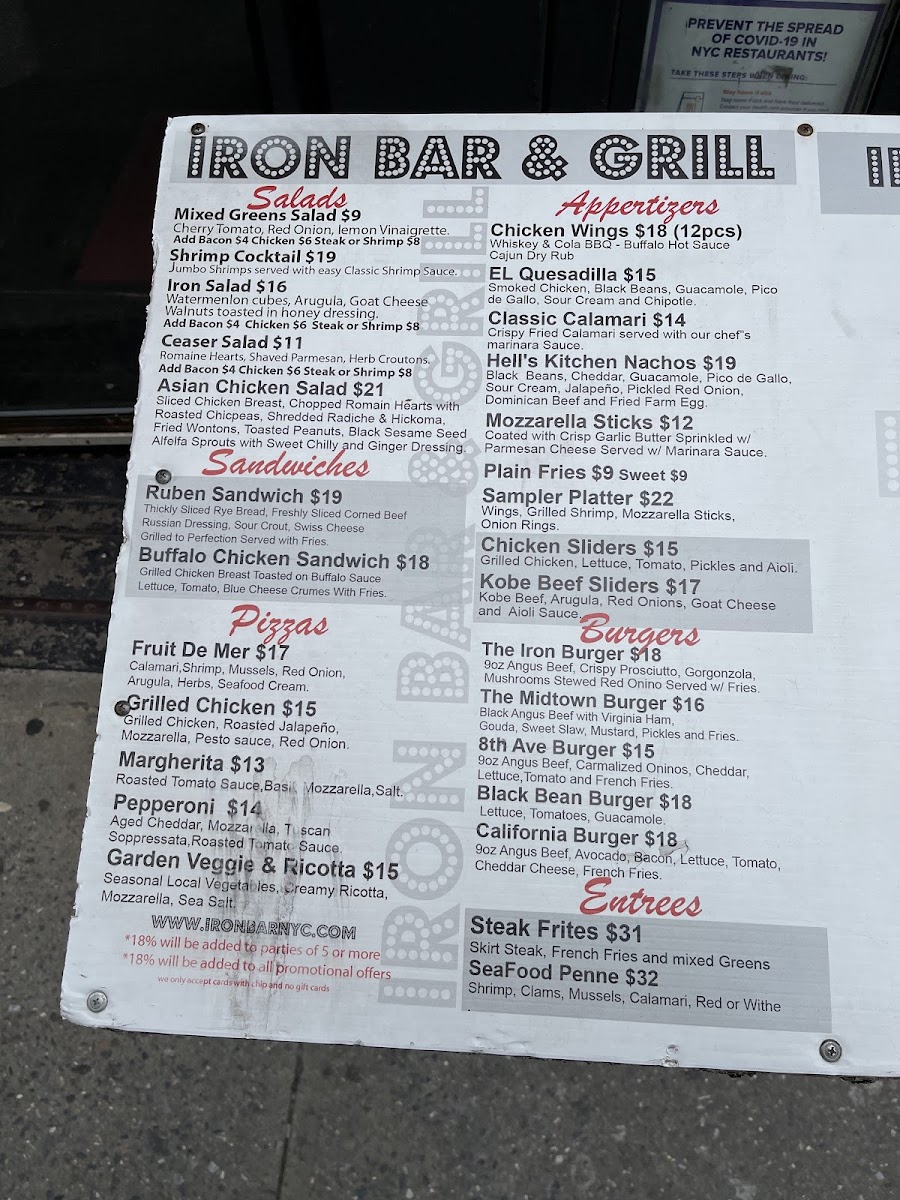 PREVENT THE SPREAD
OF COVID-19 IN
NYC RESTAURANTS!
TAKE THESE STEPS WHEN DINING:
IRON BAR & GRILL
Salads
Mixed Greens Salad $9
Cherry Tomato, Red Onion, lemon Vinaigrette.
Add Bacon $4 Chicken $6 Steak or Shrimp $8
Shrimp Cocktail $19
Jumbo Shrimps served with easy Classic Shrimp Sauce.
Iron Salad $16
Watermenlon cubes, Arugula, Goat Cheese
Walnuts toasted in honey dressing.
Add Bacon $4 Chicken $6 Steak or Shrimp $8
Ceaser Salad $11
Romaine Hearts, Shaved Parmesan, Herb Croutons.
Add Bacon $4 Chicken $6 Steak or Shrimp $8
Asian Chicken Salad $21
Sliced Chicken Breast, Chopped Romain Hearts with
Roasted Chicpeas, Shredded Radiche & Hickoma,
Fried Wontons, Toasted Peanuts, Black Sesame Seed
Alfelfa Sprouts with Sweet Chilly and Ginger Dressing.
Sandwiches
Ruben Sandwich $19
Thickly Sliced Rye Bread, Freshly Sliced Corned Beef
Russian Dressing, Sour Crout, Swiss Cheese
Grilled to Perfection Served with Fries.
Buffalo Chicken Sandwich $18
Grilled Chicken Breast Toasted on Buffalo Sauce
Lettuce, Tomato, Blue Cheese Crumes With Fries.
Pizzas
Fruit De Mer $17
Calamari,Shrimp, Mussels, Red Onion,
Arugula, Herbs, Seafood Cream.
Grilled Chicken $15
Grilled Chicken, Roasted Jalapeño,
Mozzarella, Pesto sauce, Red Onion.
Margherita $13
Roasted Tomato Sauce,Basil, Mozzarella,Salt.
Pepperoni $14
Aged Cheddar, Mozzarella, Tuscan
Soppressata,Roasted Tomato Sauce.
Garden Veggie & Ricotta $15
Seasonal Local Vegetables, Creamy Ricotta,
Mozzarella, Sea Salt.
WWW.IRONBARNYC.COM
*18% will be added to parties of 5 or more
*18% will be added to all promotional offers
we only accept cards with chip and no gift cards
IRON BAR & GRILL
Appertizers
Chicken Wings $18 (12pcs)
Whiskey & Cola BBQ - Buffalo Hot Sauce
Cajun Dry Rub
EL Quesadilla $15
Smoked Chicken, Black Beans, Guacamole, Pico
de Gallo, Sour Cream and Chipotle.
Classic Calamari $14
Crispy Fried Calamari served with our chef's
marinara Sauce.
Hell's Kitchen Nachos $19
Black Beans, Cheddar, Guacamole, Pico de Gallo,
Sour Cream, Jalapeño, Pickled Red Onion,
Dominican Beef and Fried Farm Egg.
Mozzarella Sticks $12
Coated with Crisp Garlic Butter Sprinkled w/
Parmesan Cheese Served w/ Marinara Sauce.
Plain Fries $9 Sweet $9
Sampler Platter $22
Wings, Grilled Shrimp, Mozzarella Sticks,
Onion Rings.
Chicken Sliders $15
Grilled Chicken, Lettuce, Tomato, Pickles and Aioli.
Kobe Beef Sliders $17
Kobe Beef, Arugula, Red Onions, Goat Cheese
and Aioli Sauce
Burgers
The Iron Burger $18
9oz Angus Beef, Crispy Prosciutto, Gorgonzola,
Mushrooms Stewed Red Onino Served w/ Fries.
The Midtown Burger $16
Black Angus Beef with Virginia Ham,
Gouda, Sweet Slaw, Mustard, Pickles and Fries.
8th Ave Burger $15
9oz Angus Beef, Carmalized Oninos, Cheddar,
Lettuce,Tomato and French Fries.
Black Bean Burger $18
Lettuce, Tomatoes, Guacamole.
California Burger $18
9oz Angus Beef, Avocado, Bacon, Lettuce, Tomato,
Cheddar Cheese, French Fries.
Entrees
Steak Frites $31
Skirt Steak, French Fries and mixed Greens
SeaFood Penne $32
Shrimp, Clams, Mussels, Calamari, Red or Withe